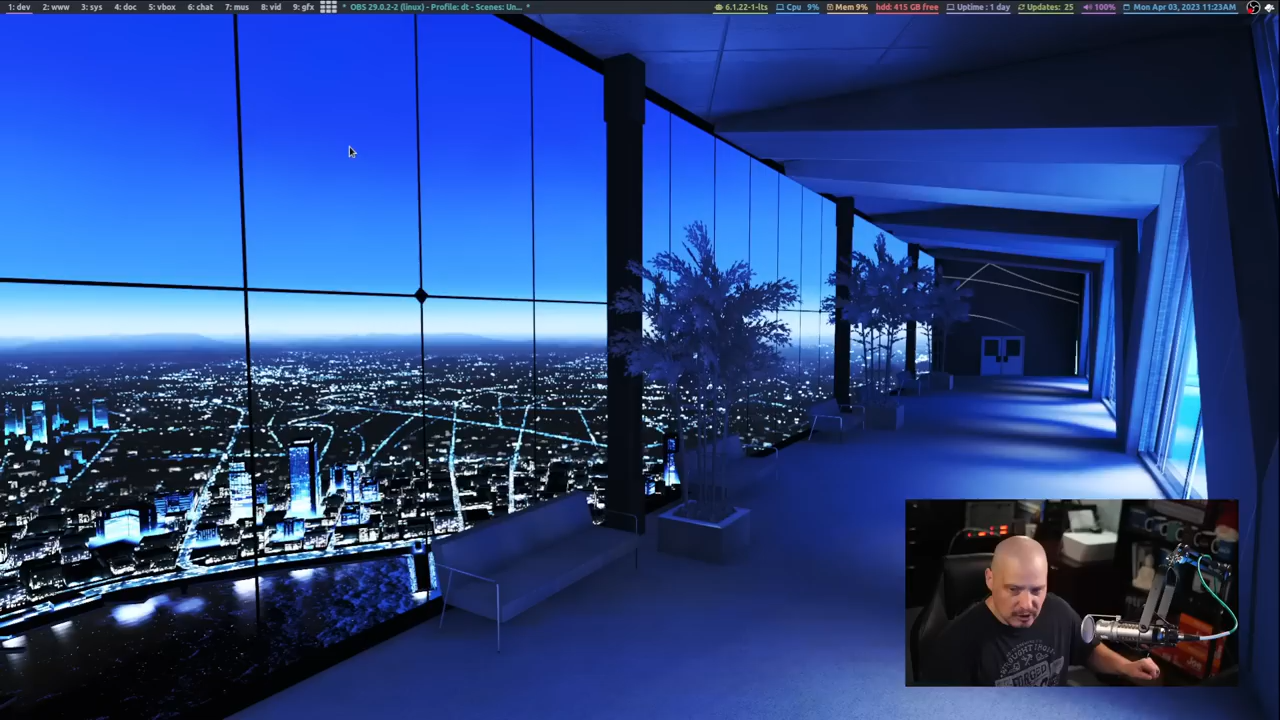 1: dev 2: www 3: sys 4: doc 5: vbox 6: chat 7: mus 8: vid 9: gfx * OBS 29.0.2-2 (linux) - Profile: dt - Scenes: Un... * 6.1.22-1-lts Cpu 9% Mem 9% hdd: 415 GB free Uptime : 1 day Updates: 25 100% Mon Apr 03, 2023 11:23AM
FORGED